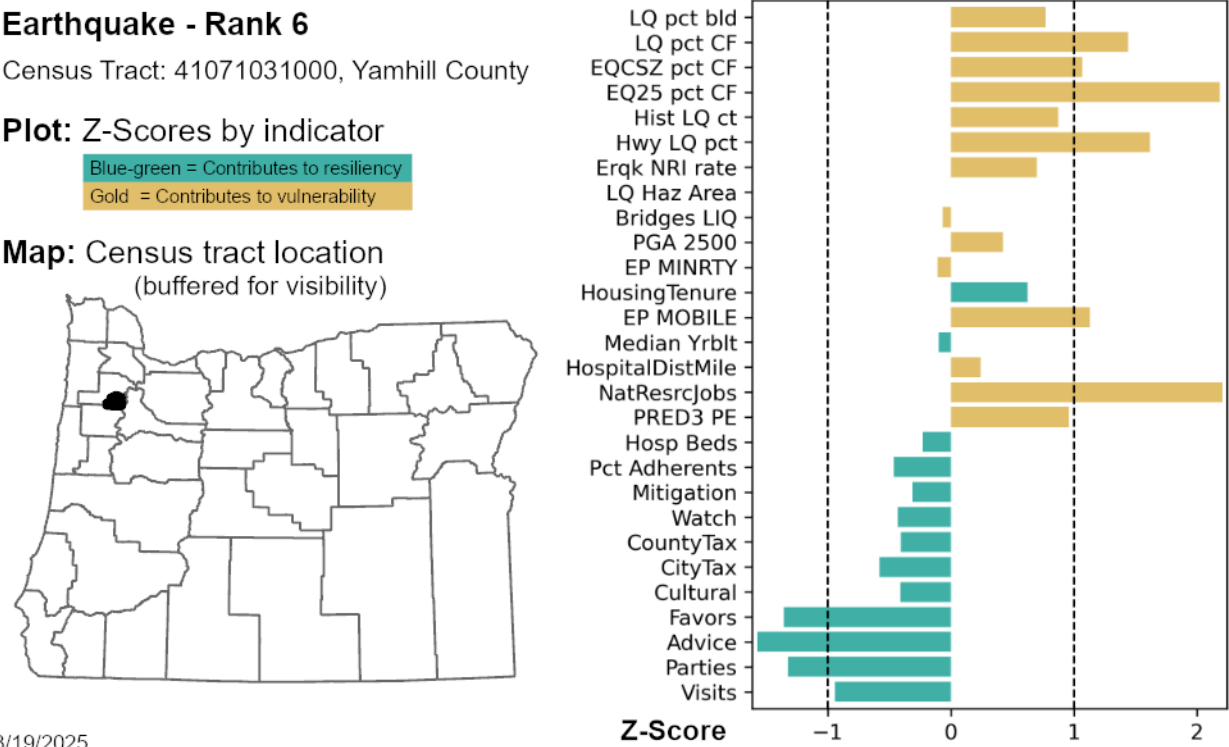 Earthquake - Rank 6
Census Tract: 41071031000, Yamhill County
Plot: Z-Scores by indicator
Blue-green = Contributes to resiliency
Gold = Contributes to vulnerability
Map: Census tract location
(buffered for visibility)
/19/2025
LQ pct bld
LQ pct CF
EQCSZ pct CF
EQ25 pct CF
Hist LQ ct
Hwy LQ pct
Erqk NRI rate
LQ Haz Area
Bridges LIQ
PGA 2500
EP MINRTY
HousingTenure
EP MOBILE
Median Yrblt
HospitalDistMile
NatResrcJobs
PRED3 PE
Hosp Beds
Pct Adherents
Mitigation
Watch
CountyTax
CityTax
Cultural
Favors
Advice
Parties
Visits
Z-Score
−1 0 1 2